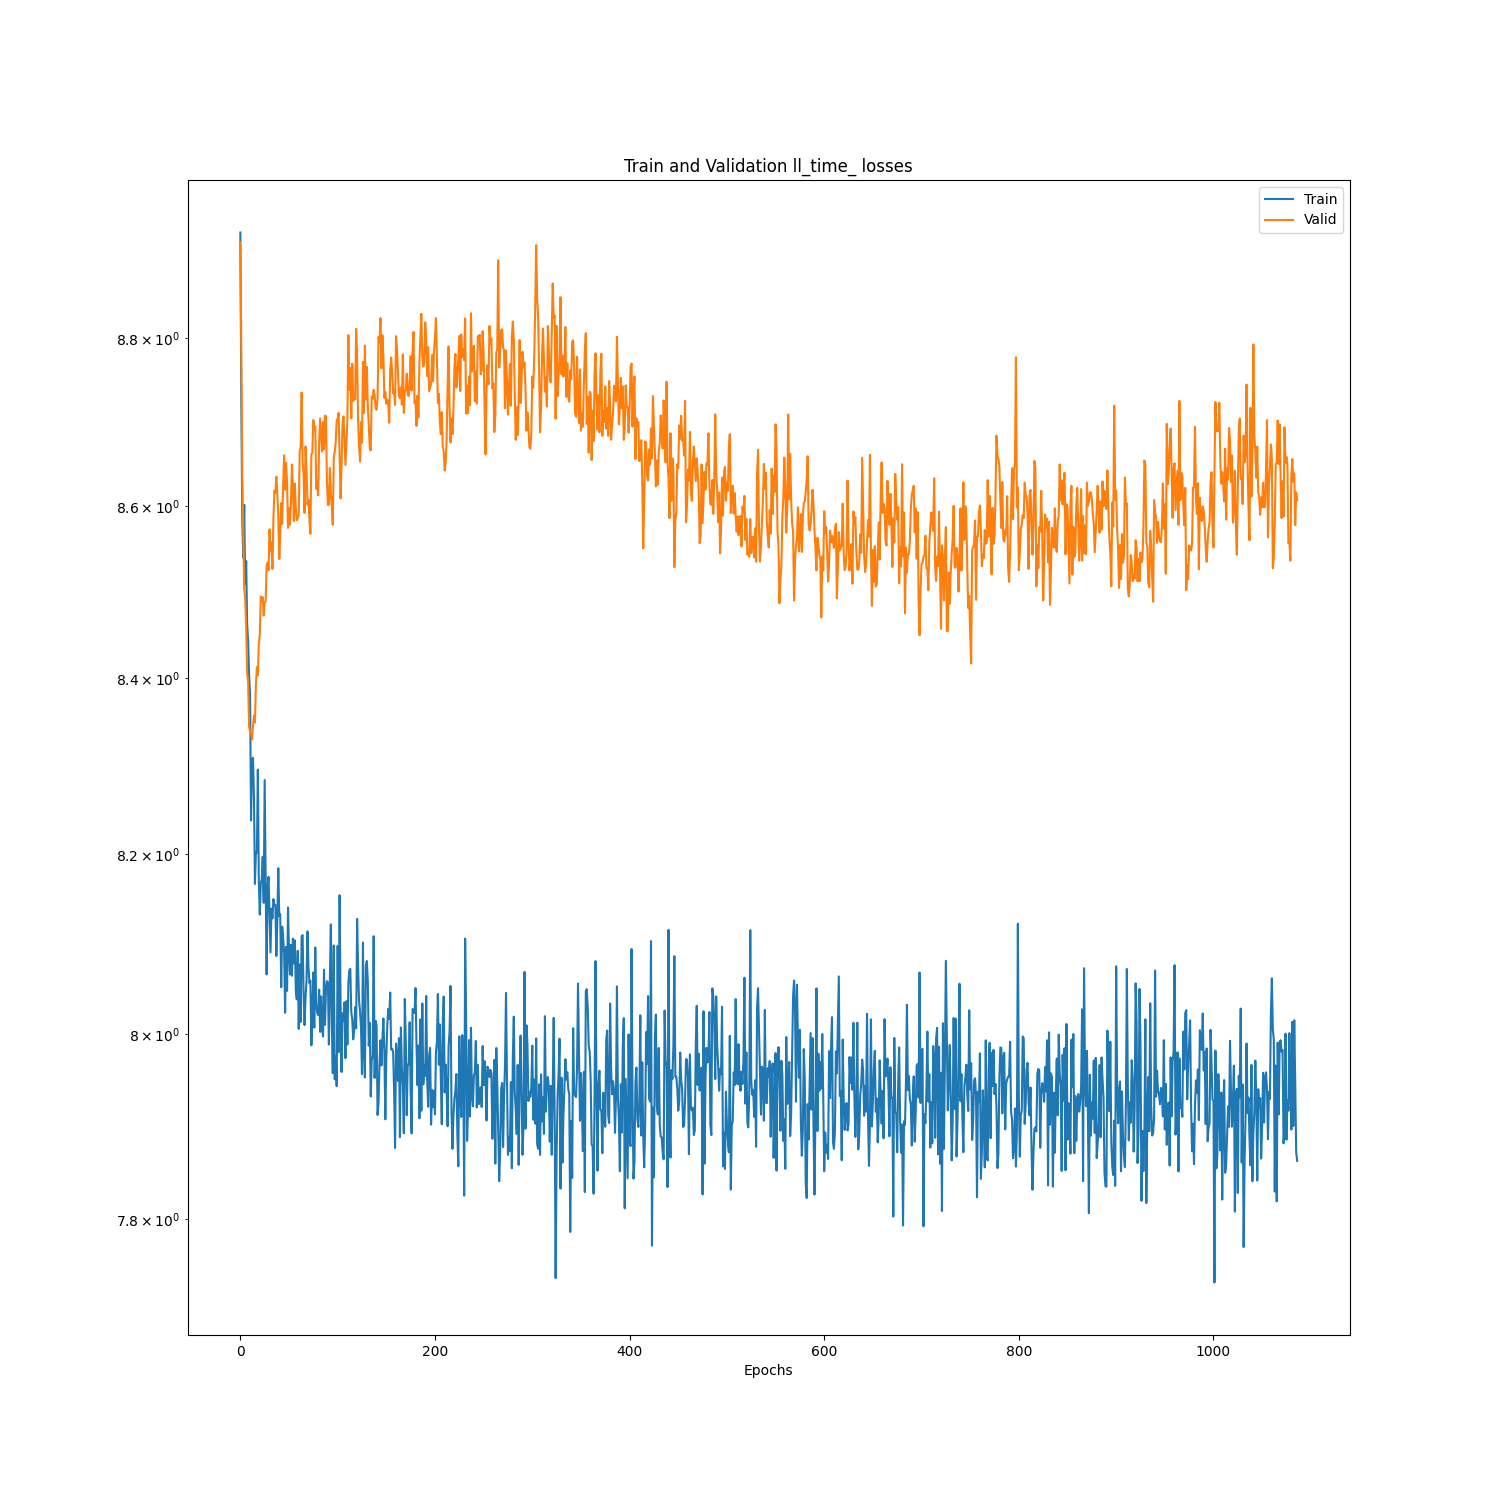 Train and Validation ll_time_ losses
Train
Valid
8.8 × 10⁰
8.6 × 10⁰
8.4 × 10⁰
8.2 × 10⁰
8 × 10⁰
7.8 × 10⁰
0 200 400 600 800 1000
Epochs